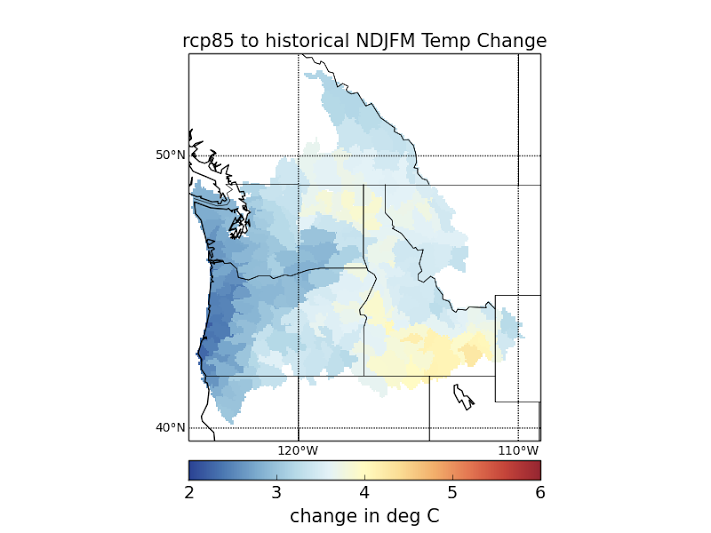 rcp85 to historical NDJFM Temp Change
50°N
40°N
120°W 110°W
2 3 4 5 6
change in deg C